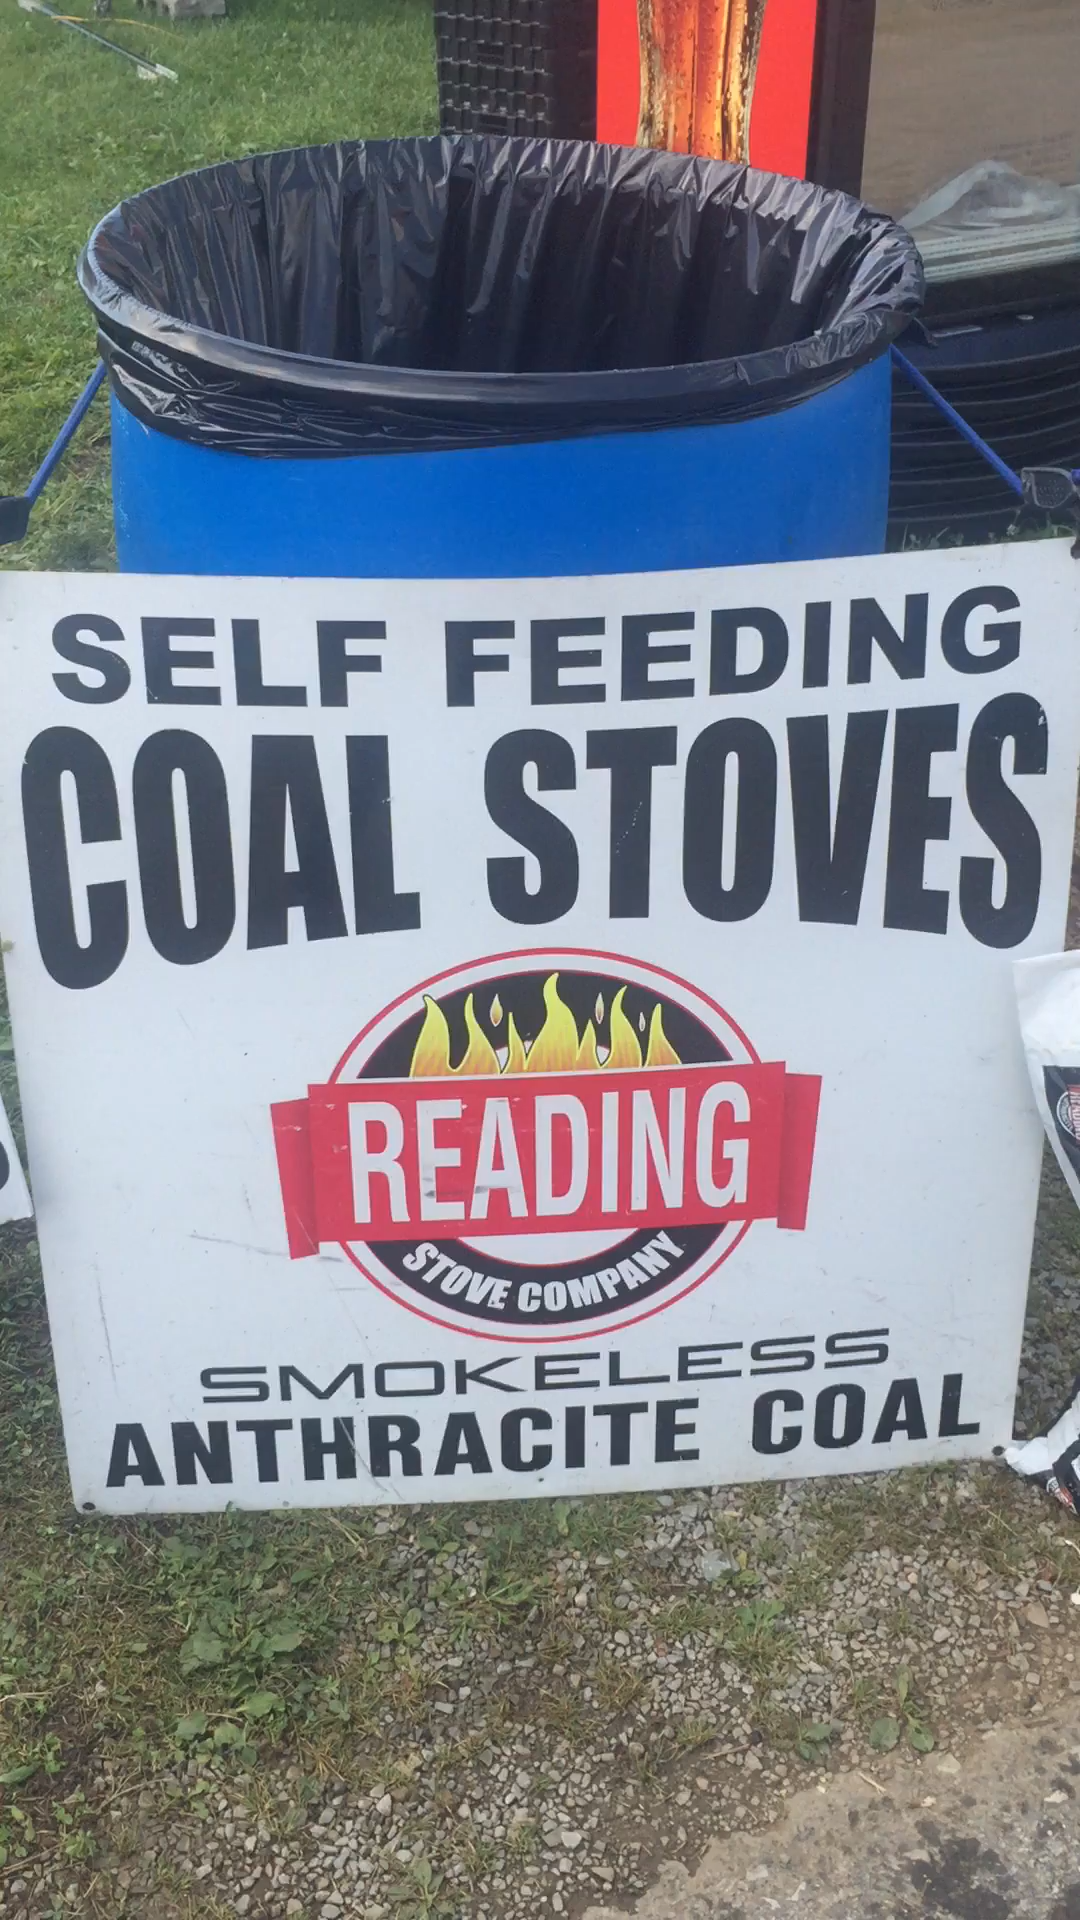 SELF FEEDING
COAL STOVES
READING
STOVE COMPANY
SMOKELESS
ANTHRACITE COAL